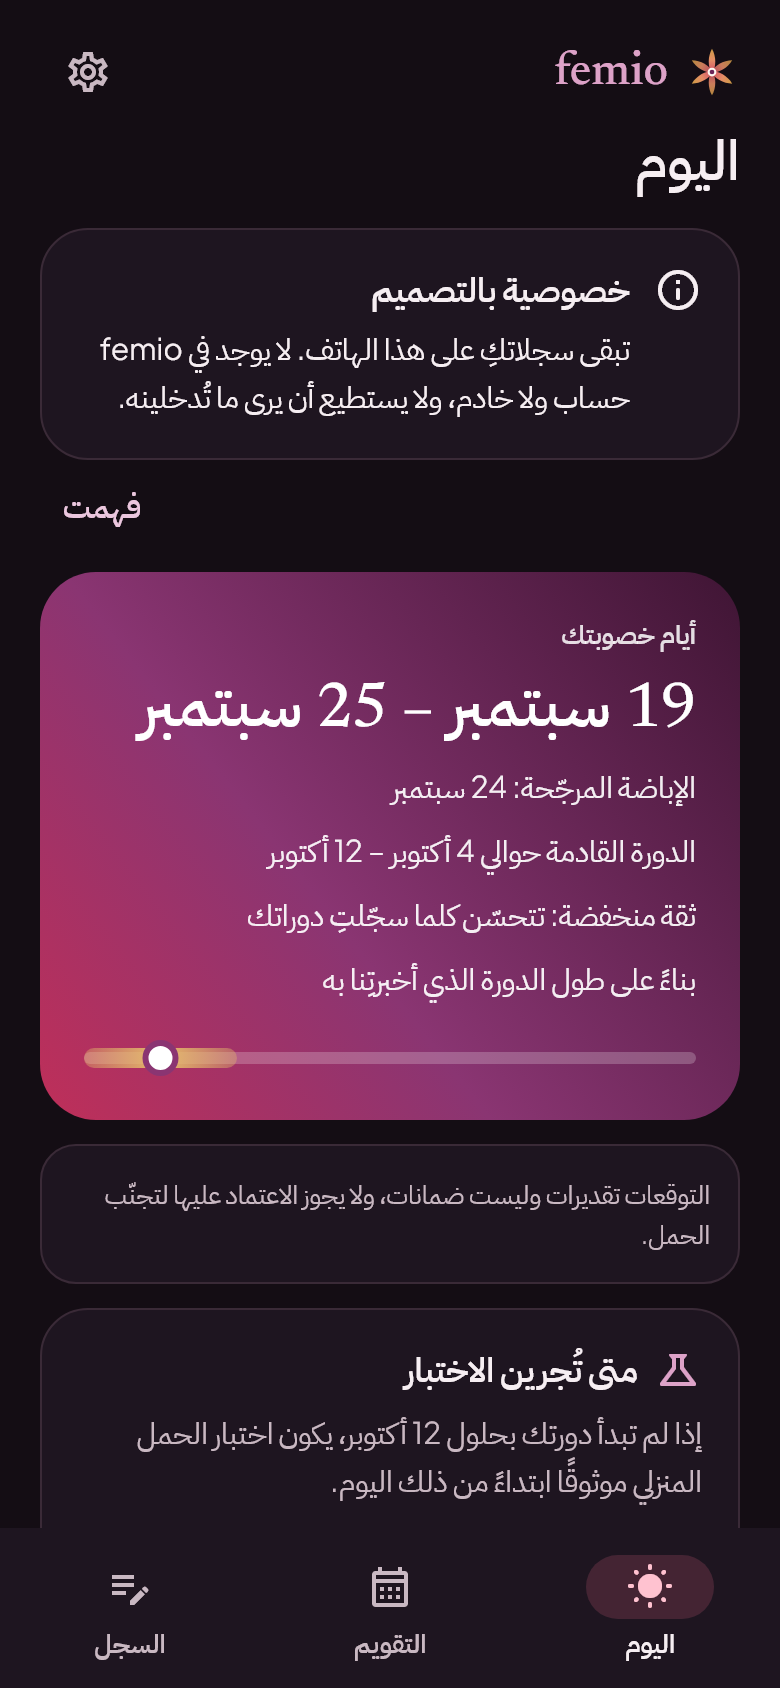 femio
اليوم
خصوصية بالتصميم
تبقى سجلاتكِ على هذا الهاتف. لا يوجد في femio
حساب ولا خادم، ولا يستطيع أن يرى ما تُدخلينه.
فهمت
أيام خصوبتك
19 سبتمبر – 25 سبتمبر
الإباضة المرجّحة: 24 سبتمبر
الدورة القادمة حوالي 4 أكتوبر – 12 أكتوبر
ثقة منخفضة: تتحسّن كلما سجّلتِ دوراتك
بناءً على طول الدورة الذي أخبرتِنا به
التوقعات تقديرات وليست ضمانات، ولا يجوز الاعتماد عليها لتجنّب
الحمل.
متى تُجرين الاختبار
إذا لم تبدأ دورتك بحلول 12 أكتوبر، يكون اختبار الحمل
المنزلي موثوقًا ابتداءً من ذلك اليوم.
اليوم
التقويم
السجل